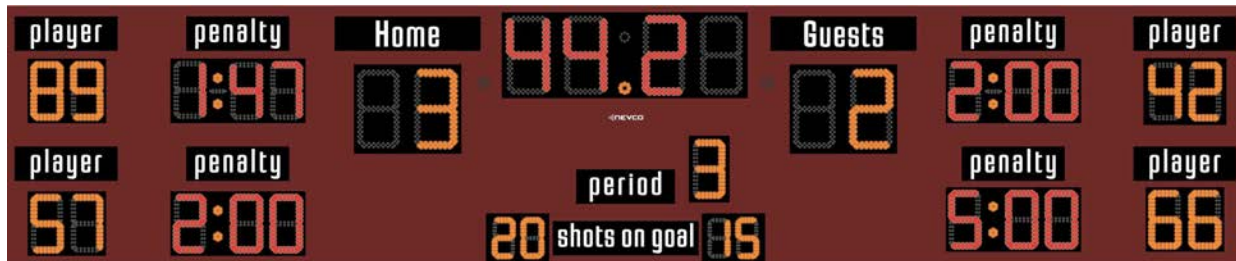 player penalty Home 44.2 Guests penalty player
89 1:47 3 2 2:00 42
NEVCO
player penalty penalty player
period 3
57 2:00 5:00 66
20 shots on goal 15